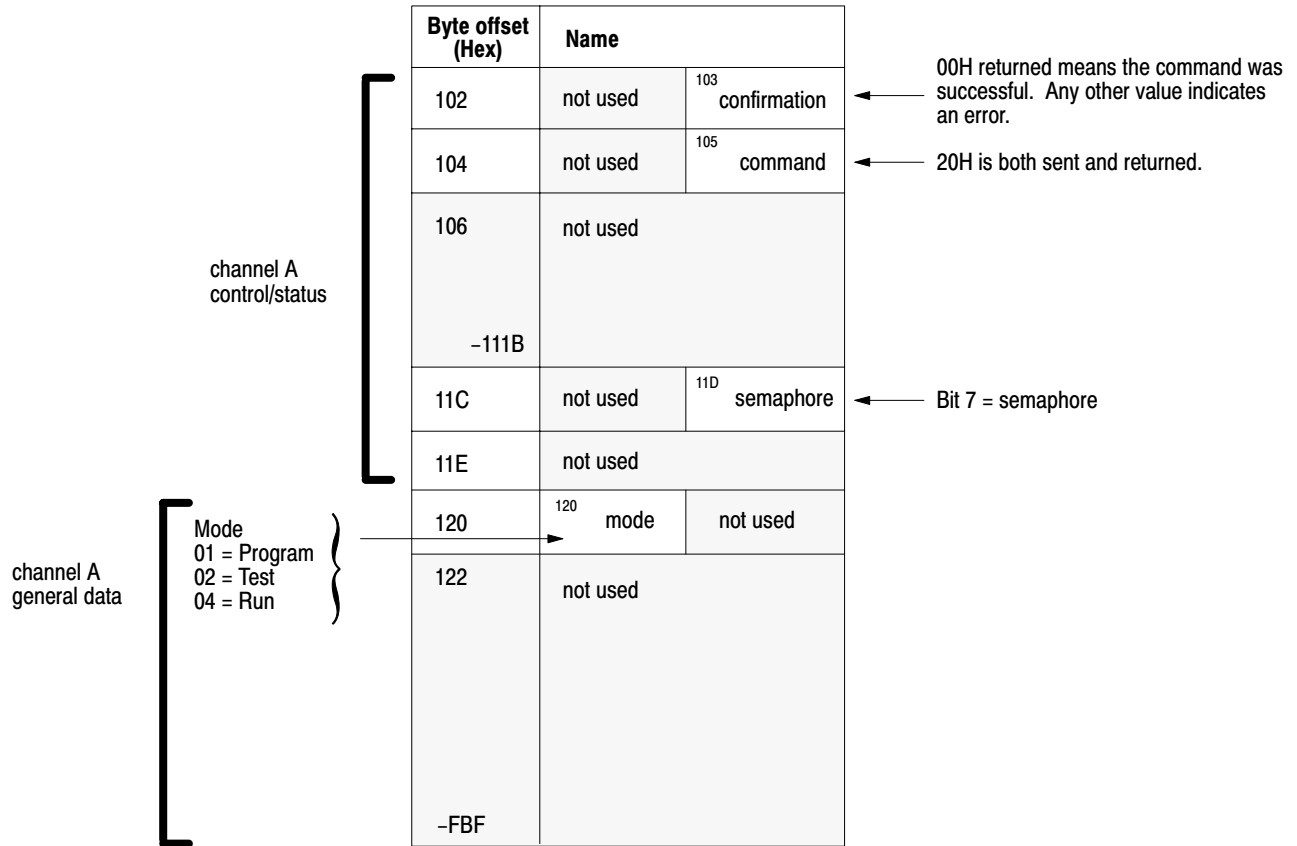 Byte offset (Hex) Name
102 not used 103 confirmation
00H returned means the command was
successful. Any other value indicates
an error.
104 not used 105 command
20H is both sent and returned.
106 not used
–111B
channel A
control/status
11C not used 11D semaphore
Bit 7 = semaphore
11E not used
120 120 mode not used
Mode
01 = Program
02 = Test
04 = Run
channel A
general data
122 not used
–FBF